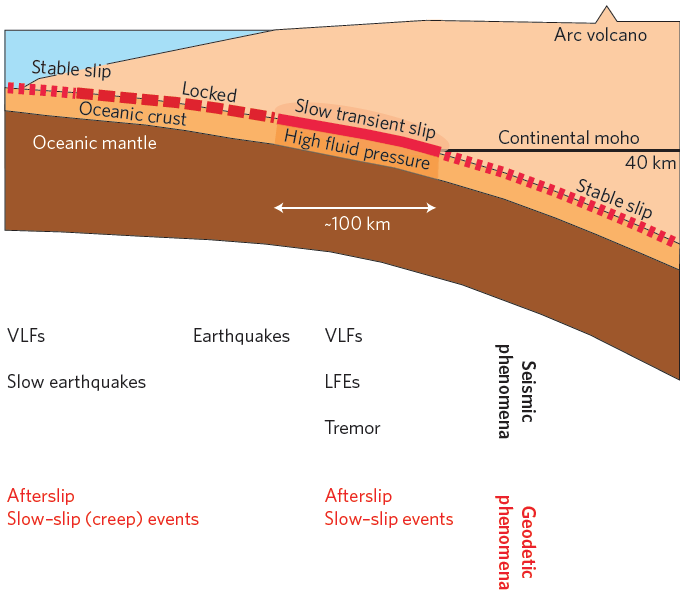 Arc volcano
Stable slip
Locked
Slow transient slip
Oceanic crust
High fluid pressure
Continental moho
Oceanic mantle
40 km
Stable slip
~100 km
VLFs Earthquakes VLFs
Slow earthquakes LFEs
Tremor
Seismic
phenomena
Afterslip Afterslip
Slow–slip (creep) events Slow–slip events
Geodetic
phenomena